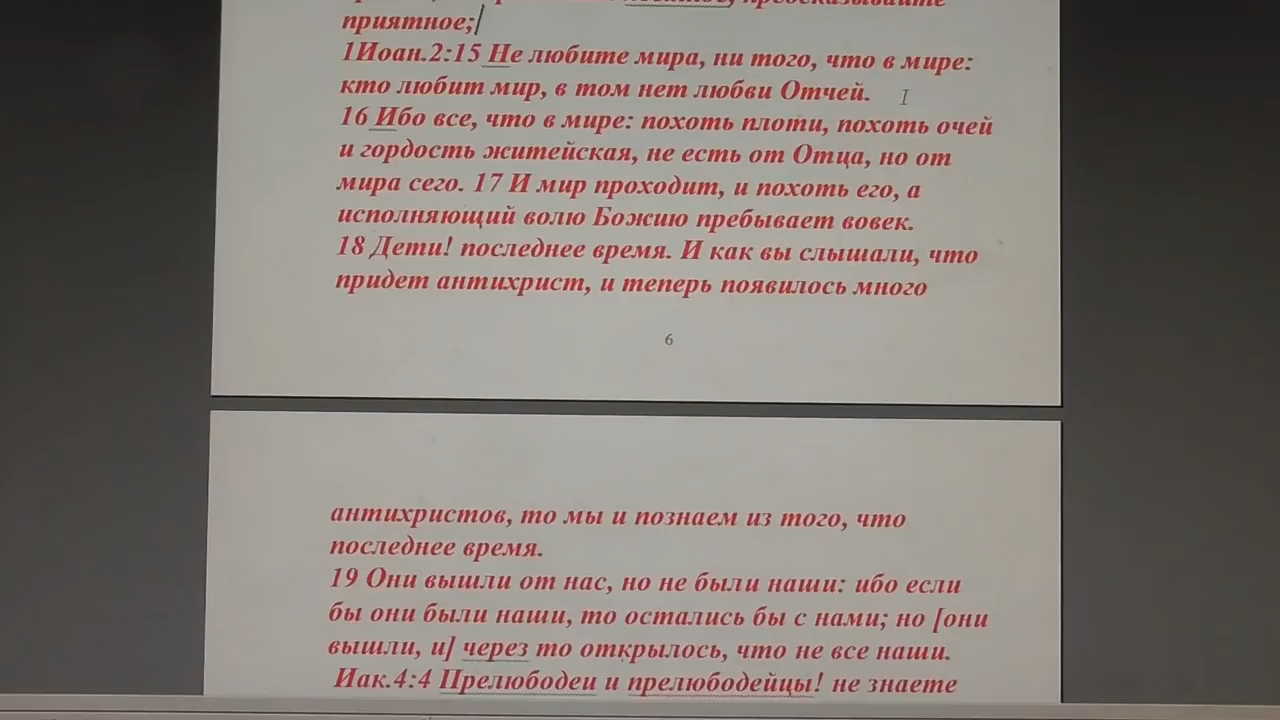 приятное;
1Иоан.2:15 Не любите мира, ни того, что в мире:
кто любит мир, в том нет любви Отчей.
16 Ибо все, что в мире: похоть плоти, похоть очей
и гордость житейская, не есть от Отца, но от
мира сего. 17 И мир проходит, и похоть его, а
исполняющий волю Божию пребывает вовек.
18 Дети! последнее время. И как вы слышали, что
придет антихрист, и теперь появилось много
6
антихристов, то мы и познаем из того, что
последнее время.
19 Они вышли от нас, но не были наши: ибо если
бы они были наши, то остались бы с нами; но [они
вышли, и] через то открылось, что не все наши.
Иак.4:4 Прелюбодеи и прелюбодейцы! не знаете